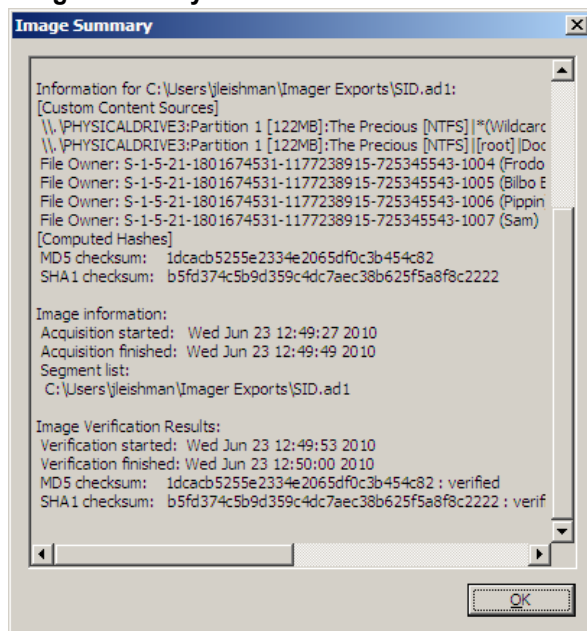 Image Summary
Information for C:\Users\jleishman\Imager Exports\SID.ad1:
[Custom Content Sources]
\\.\PHYSICALDRIVE3:Partition 1 [122MB]:The Precious [NTFS]|*(Wildcard
\\.\PHYSICALDRIVE3:Partition 1 [122MB]:The Precious [NTFS]|[root]|Doc
File Owner: S-1-5-21-1801674531-1177238915-725345543-1004 (Frodo
File Owner: S-1-5-21-1801674531-1177238915-725345543-1005 (Bilbo
File Owner: S-1-5-21-1801674531-1177238915-725345543-1006 (Pippin
File Owner: S-1-5-21-1801674531-1177238915-725345543-1007 (Sam)
[Computed Hashes]
MD5 checksum: 1dcacb5255e2334e2065df0c3b454c82
SHA1 checksum: b5fd374c5b9d359c4dc7aec38b625f5a8f8c2222
Image information:
Acquisition started: Wed Jun 23 12:49:27 2010
Acquisition finished: Wed Jun 23 12:49:49 2010
Segment list:
C:\Users\jleishman\Imager Exports\SID.ad1
Image Verification Results:
Verification started: Wed Jun 23 12:49:53 2010
Verification finished: Wed Jun 23 12:50:00 2010
MD5 checksum: 1dcacb5255e2334e2065df0c3b454c82 : verified
SHA1 checksum: b5fd374c5b9d359c4dc7aec38b625f5a8f8c2222 : verif
OK